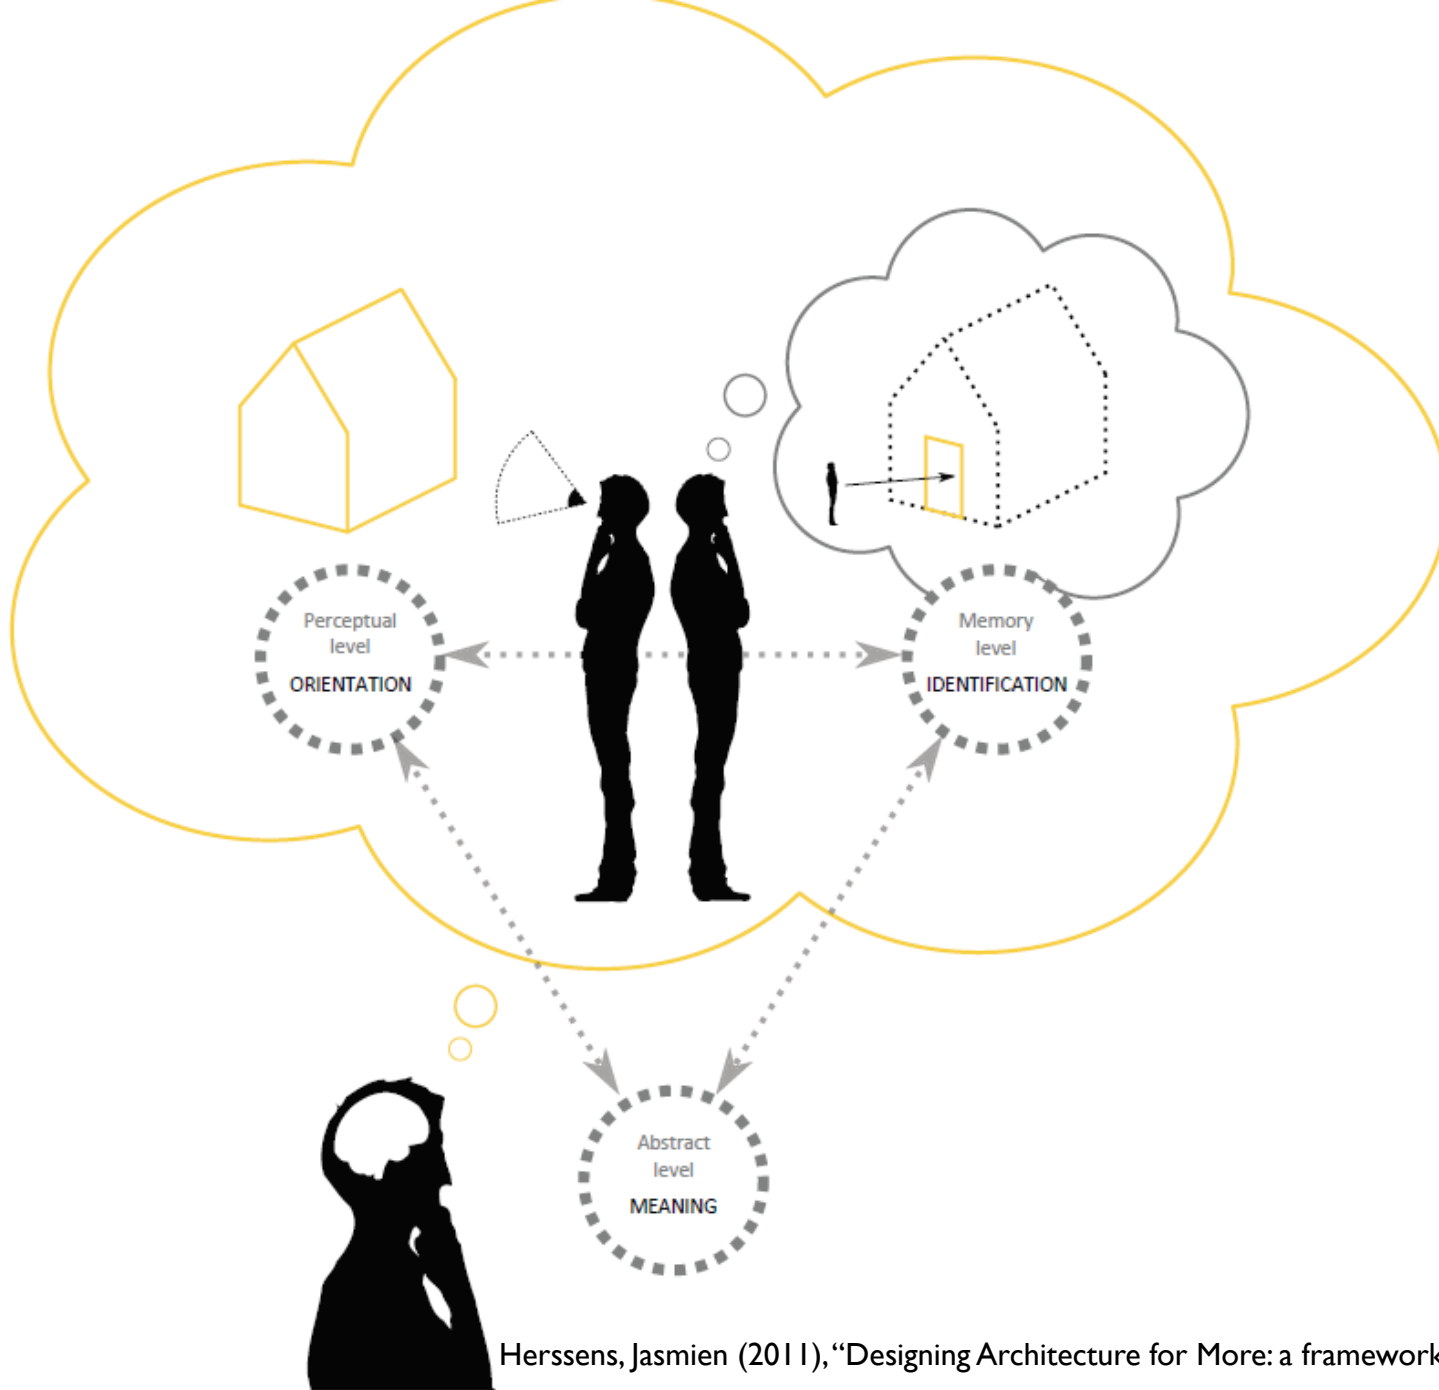 Perceptual
level
ORIENTATION
Memory
level
IDENTIFICATION
Abstract
level
MEANING
Herssens, Jasmien (2011), “Designing Architecture for More: a framework